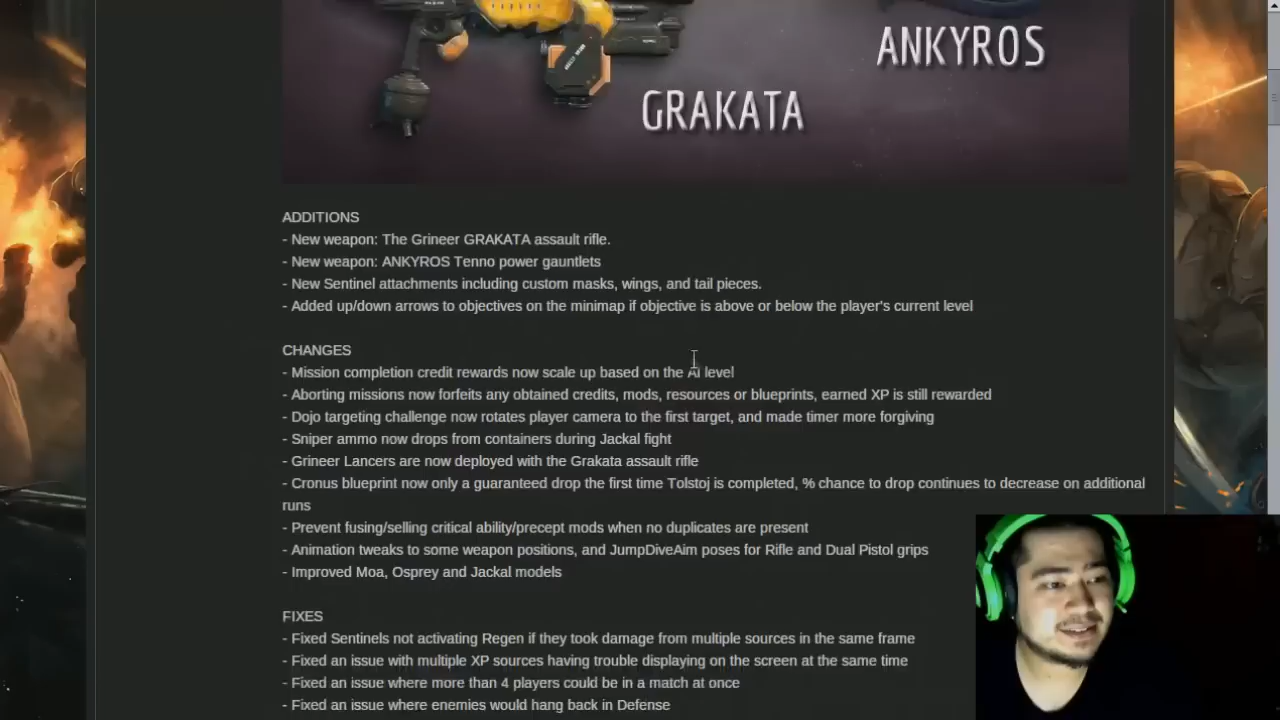 ANKYROS
GRAKATA
ADDITIONS
- New weapon: The Grineer GRAKATA assault rifle.
- New weapon: ANKYROS Tenno power gauntlets
- New Sentinel attachments including custom masks, wings, and tail pieces.
- Added up/down arrows to objectives on the minimap if objective is above or below the player's current level
CHANGES
- Mission completion credit rewards now scale up based on the AI level
- Aborting missions now forfeits any obtained credits, mods, resources or blueprints, earned XP is still rewarded
- Dojo targeting challenge now rotates player camera to the first target, and made timer more forgiving
- Sniper ammo now drops from containers during Jackal fight
- Grineer Lancers are now deployed with the Grakata assault rifle
- Cronus blueprint now only a guaranteed drop the first time Tolstoj is completed, % chance to drop continues to decrease on additional
runs
- Prevent fusing/selling critical ability/precept mods when no duplicates are present
- Animation tweaks to some weapon positions, and JumpDiveAim poses for Rifle and Dual Pistol grips
- Improved Moa, Osprey and Jackal models
FIXES
- Fixed Sentinels not activating Regen if they took damage from multiple sources in the same frame
- Fixed an issue with multiple XP sources having trouble displaying on the screen at the same time
- Fixed an issue where more than 4 players could be in a match at once
- Fixed an issue where enemies would hang back in Defense